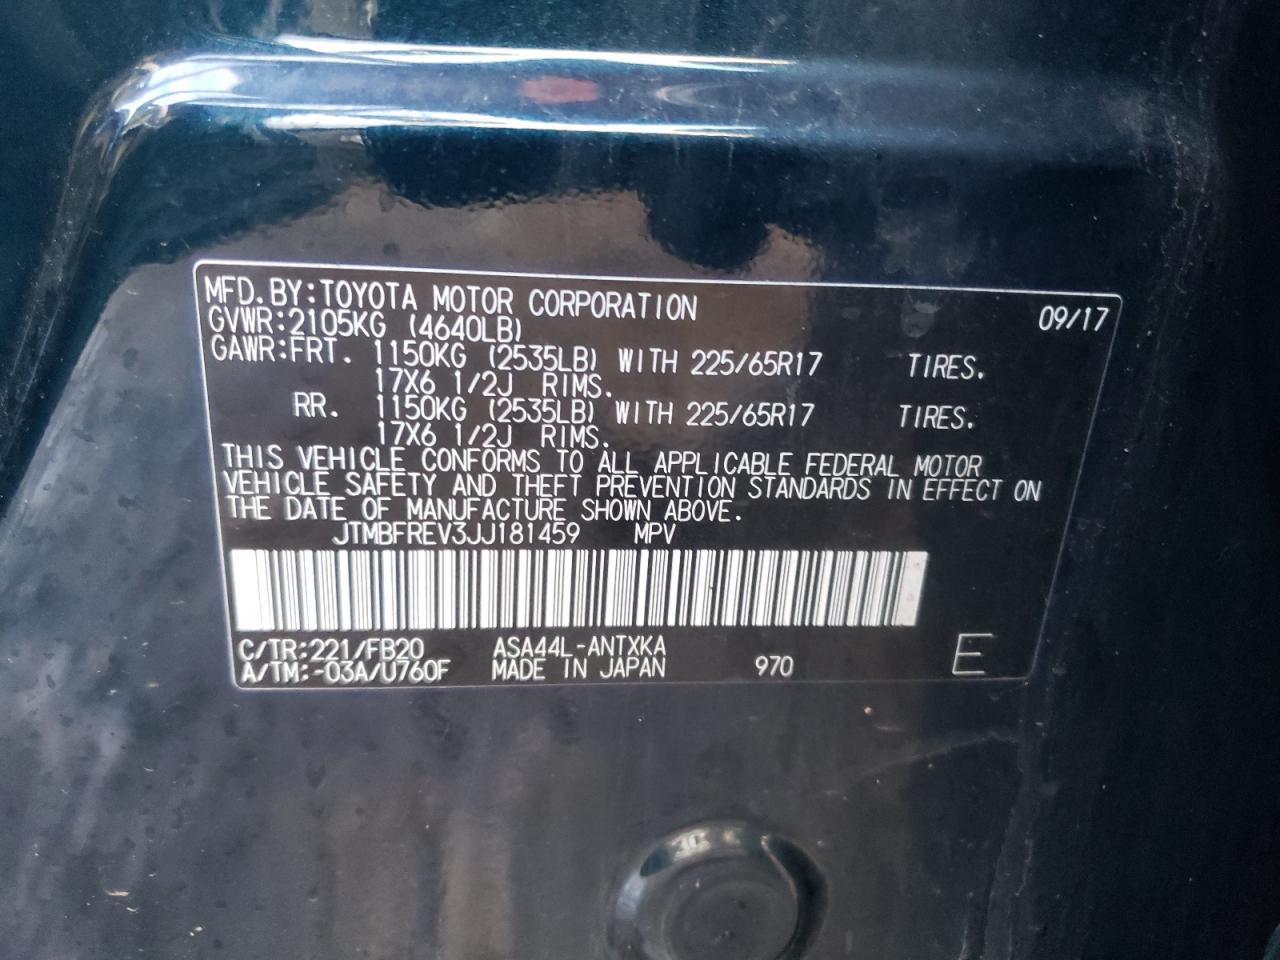 MFD.BY:TOYOTA MOTOR CORPORATION 09/17
GVWR:2105KG (4640LB)
GAWR:FRT. 1150KG (2535LB) WITH 225/65R17 TIRES.
17X6 1/2J RIMS.
RR. 1150KG (2535LB) WITH 225/65R17 TIRES.
17X6 1/2J RIMS.
THIS VEHICLE CONFORMS TO ALL APPLICABLE FEDERAL MOTOR
VEHICLE SAFETY AND THEFT PREVENTION STANDARDS IN EFFECT ON
THE DATE OF MANUFACTURE SHOWN ABOVE.
JTMBFREV3JJ181459 MPV
C/TR:221/FB20 ASA44L-ANTXKA
A/TM:-03A/U760F MADE IN JAPAN 970 E